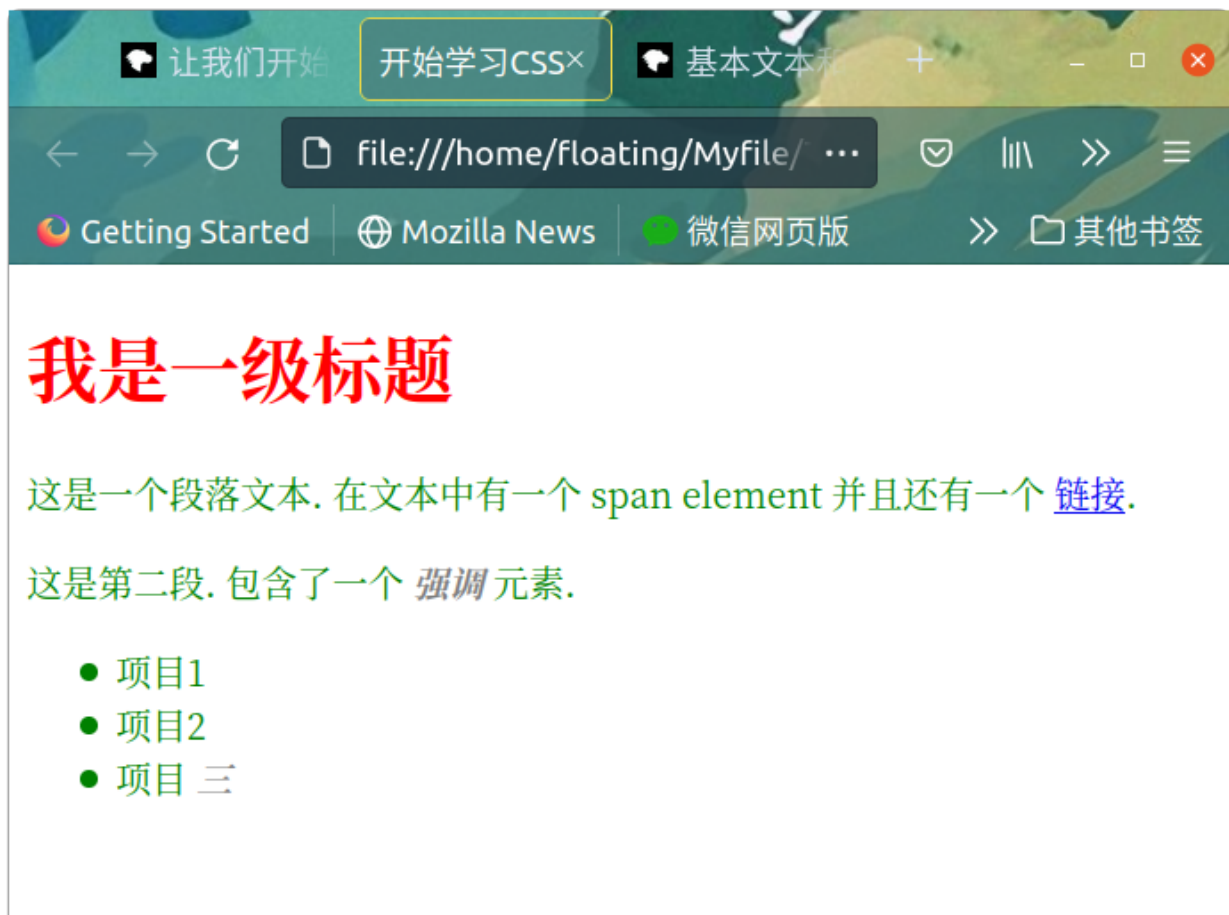 让我们开始
开始学习CSS×
基本文本
file:///home/floating/Myfile/
Getting Started
Mozilla News
微信网页版
其他书签
我是一级标题
这是一个段落文本. 在文本中有一个 span element 并且还有一个 链接.
这是第二段. 包含了一个 强调 元素.
项目1
项目2
项目 三